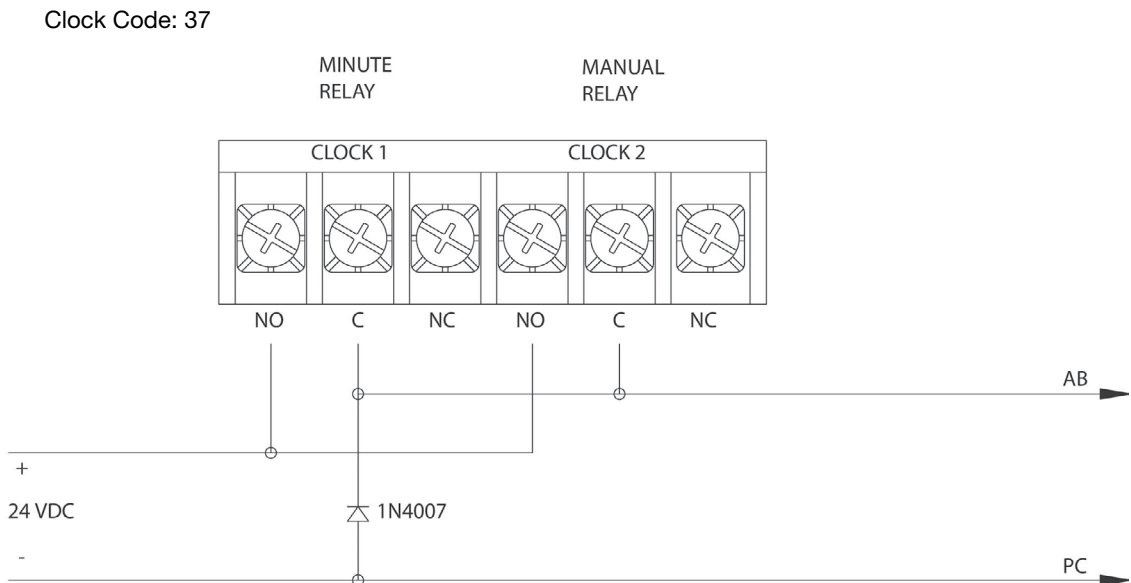 Clock Code: 37
MINUTE
RELAY
MANUAL
RELAY
CLOCK 1
CLOCK 2
NO
C
NC
NO
C
NC
AB
+
24 VDC
1N4007
-
PC